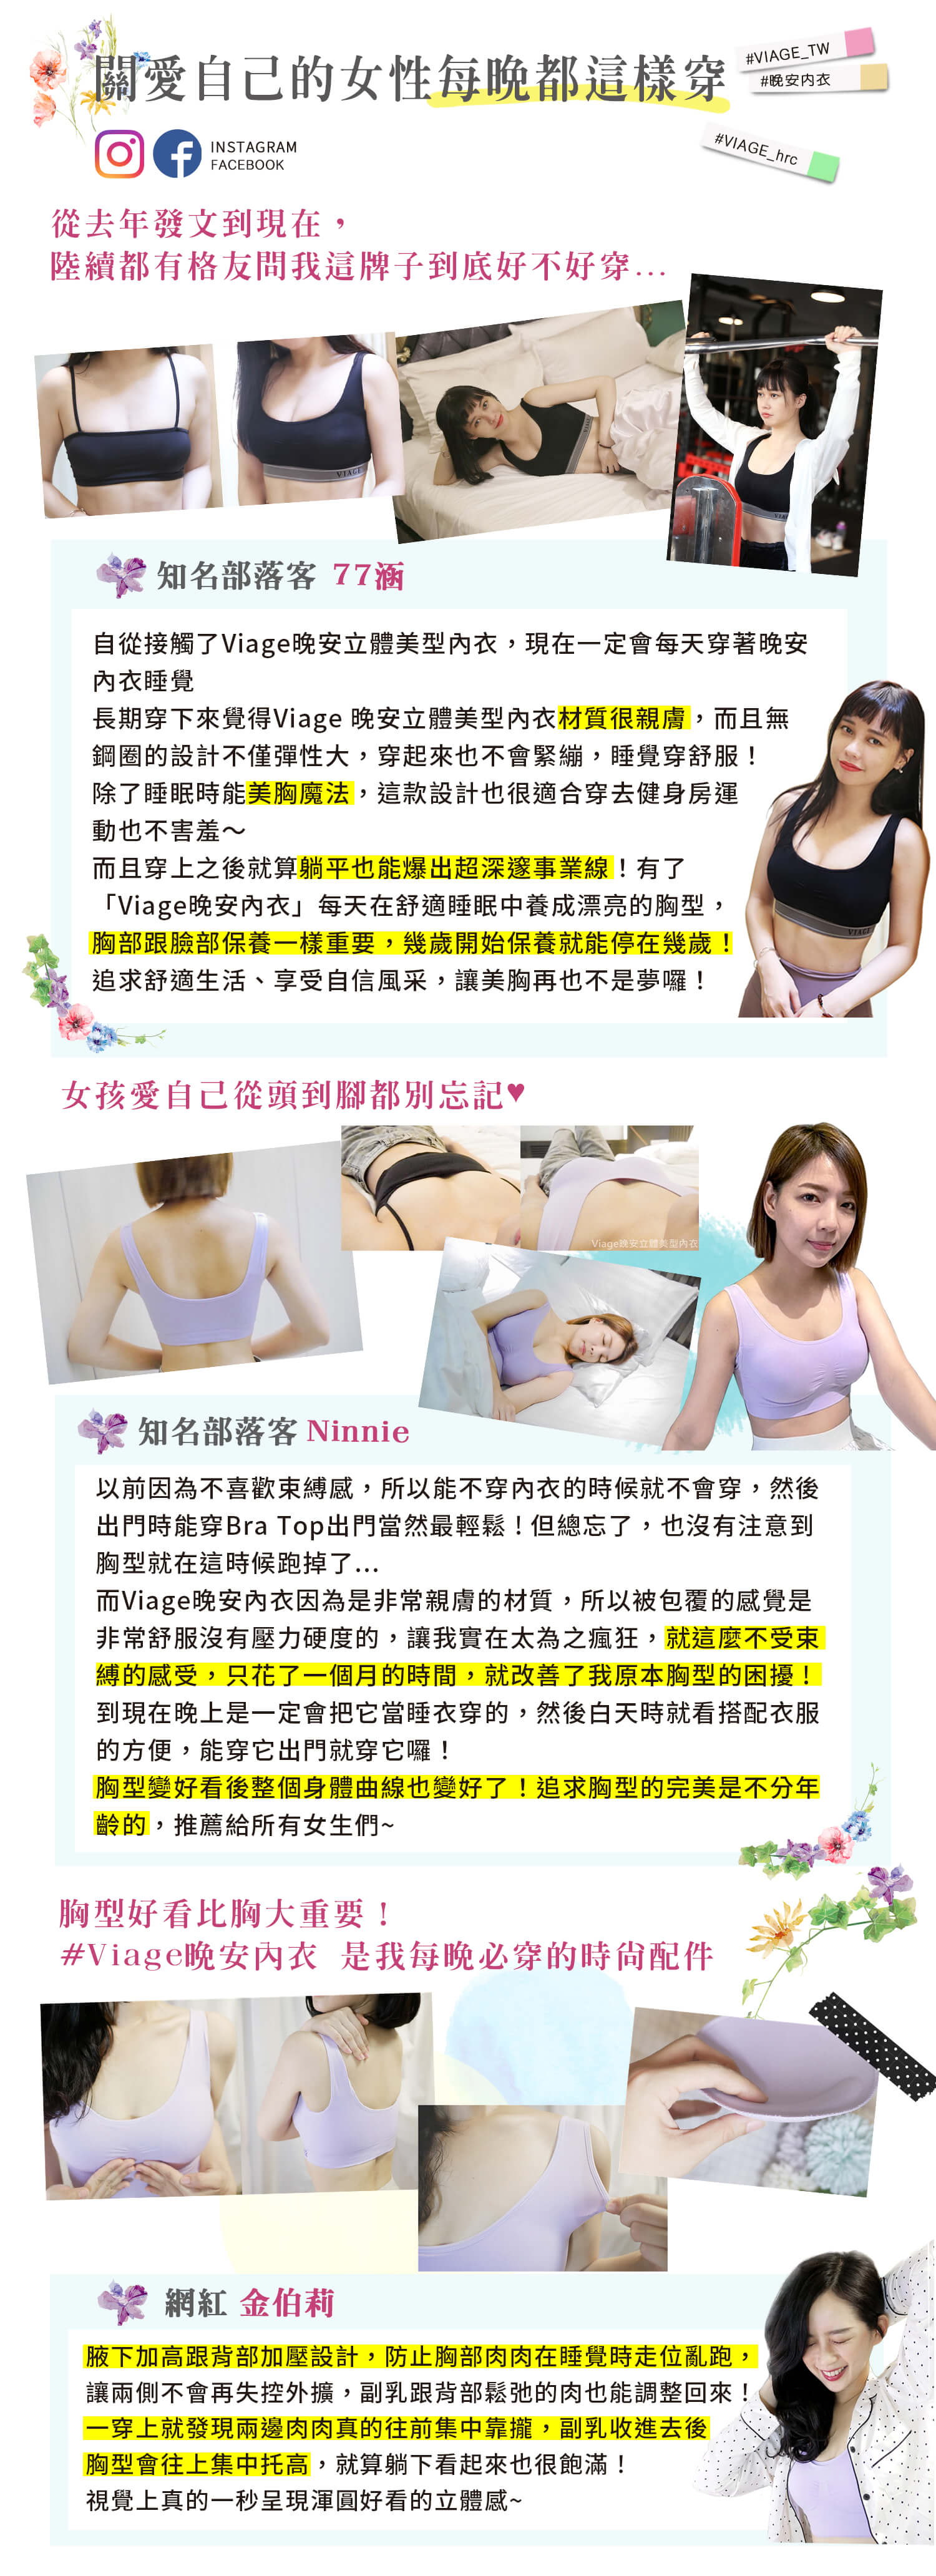 關愛自己的女性每晚都這樣穿
#VIAGE_TW
#晚安內衣
#VIAGE_hrc
INSTAGRAM
FACEBOOK
從去年發文到現在，
陸續都有格友問我這牌子到底好不好穿...
VIAGE
VIAGE
VIAGE
知名部落客 77涵
自從接觸了Viage晚安立體美型內衣，現在一定會每天穿著晚安
內衣睡覺
長期穿下來覺得Viage 晚安立體美型內衣材質很親膚，而且無
鋼圈的設計不僅彈性大，穿起來也不會緊繃，睡覺穿舒服！
除了睡眠時能美胸魔法，這款設計也很適合穿去健身房運
動也不害羞～
而且穿上之後就算躺平也能爆出超深邃事業線！有了
「Viage晚安內衣」每天在舒適睡眠中養成漂亮的胸型，
胸部跟臉部保養一樣重要，幾歲開始保養就能停在幾歲！
追求舒適生活、享受自信風采，讓美胸再也不是夢囉！
VIAGE
女孩愛自己從頭到腳都別忘記♥
Viage晚安立體美型內衣
知名部落客 Ninnie
以前因為不喜歡束縛感，所以能不穿內衣的時候就不會穿，然後
出門時能穿Bra Top出門當然最輕鬆！但總忘了，也沒有注意到
胸型就在這時候跑掉了...
而Viage晚安內衣因為是非常親膚的材質，所以被包覆的感覺是
非常舒服沒有壓力硬度的，讓我實在太為之瘋狂，就這麼不受束
縛的感受，只花了一個月的時間，就改善了我原本胸型的困擾！
到現在晚上是一定會把它當睡衣穿的，然後白天時就看搭配衣服
的方便，能穿它出門就穿它囉！
胸型變好看後整個身體曲線也變好了！追求胸型的完美是不分年
齡的，推薦給所有女生們~
胸型好看比胸大重要！
#Viage晚安內衣 是我每晚必穿的時尚配件
網紅 金伯莉
腋下加高跟背部加壓設計，防止胸部肉肉在睡覺時走位亂跑，
讓兩側不會再失控外擴，副乳跟背部鬆弛的肉也能調整回來！
一穿上就發現兩邊肉肉真的往前集中靠攏，副乳收進去後
胸型會往上集中托高，就算躺下看起來也很飽滿！
視覺上真的一秒呈現渾圓好看的立體感~